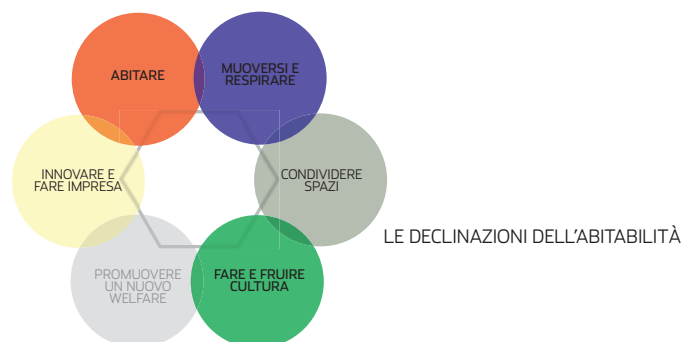 ABITARE
MUOVERSI E
RESPIRARE
INNOVARE E
FARE IMPRESA
CONDIVIDERE
SPAZI
LE DECLINAZIONI DELL'ABITABILITÀ
PROMUOVERE
UN NUOVO
WELFARE
FARE E FRUIRE
CULTURA